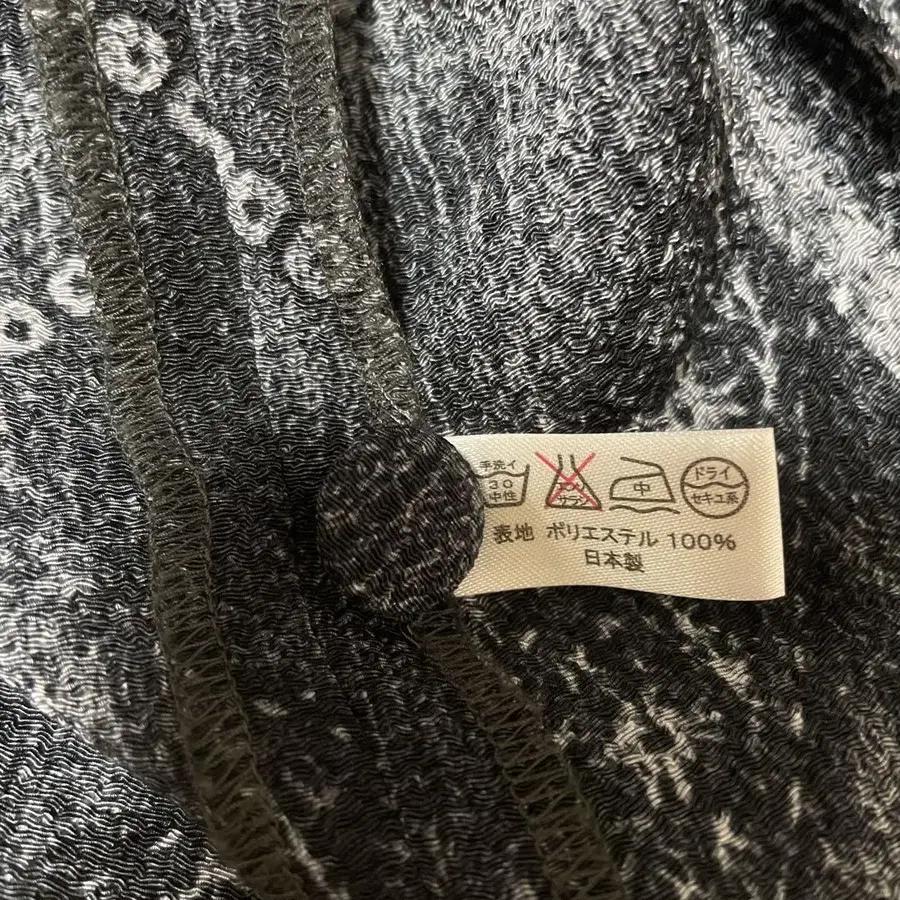 手洗イ
30
中性
エンソ
サラシ
中
ドライ
セキユ系
表地 ポリエステル 100%
日本製